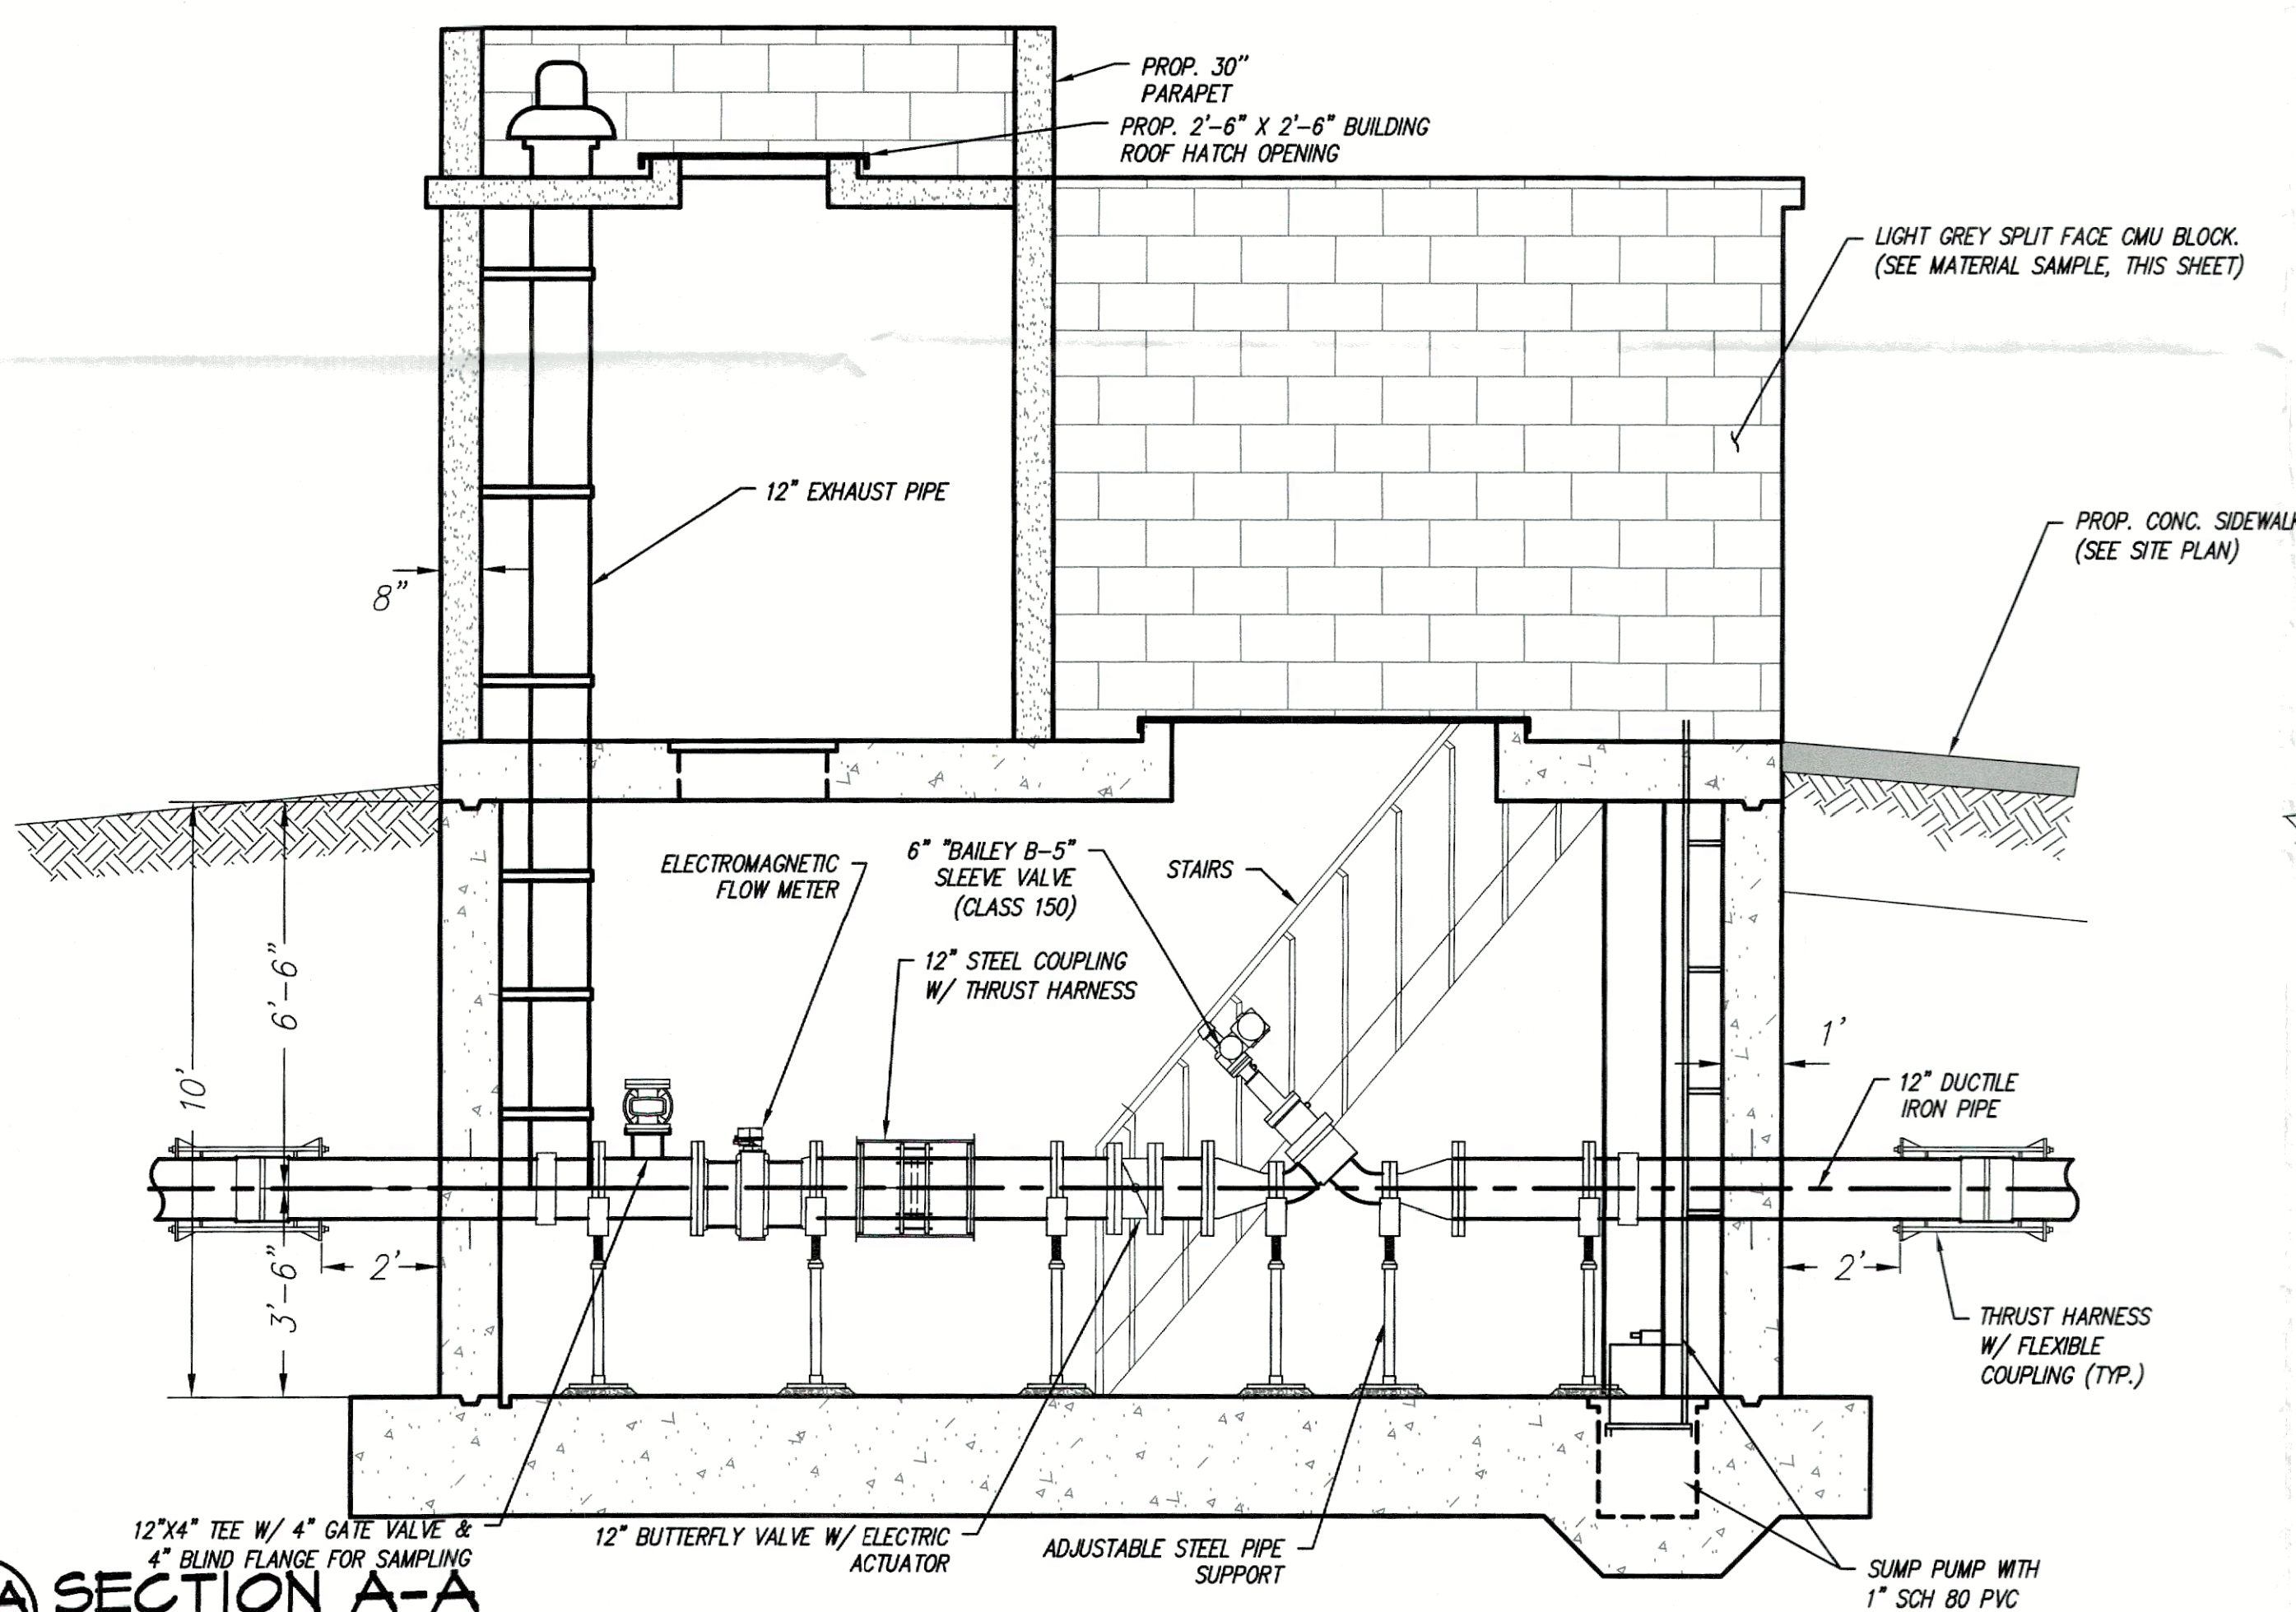 PROP. 30"
PARAPET
PROP. 2'-6" X 2'-6" BUILDING
ROOF HATCH OPENING
LIGHT GREY SPLIT FACE CMU BLOCK.
(SEE MATERIAL SAMPLE, THIS SHEET)
12" EXHAUST PIPE
PROP. CONC. SIDEWALK
(SEE SITE PLAN)
8"
ELECTROMAGNETIC
FLOW METER
6" "BAILEY B-5"
SLEEVE VALVE
(CLASS 150)
STAIRS
12" STEEL COUPLING
W/ THRUST HARNESS
6'-6"
10'
1'
12" DUCTILE
IRON PIPE
2'
3'-6"
2'
THRUST HARNESS
W/ FLEXIBLE
COUPLING (TYP.)
12"X4" TEE W/ 4" GATE VALVE &
4" BLIND FLANGE FOR SAMPLING
12" BUTTERFLY VALVE W/ ELECTRIC
ACTUATOR
ADJUSTABLE STEEL PIPE
SUPPORT
SUMP PUMP WITH
1" SCH 80 PVC
A SECTION A-A